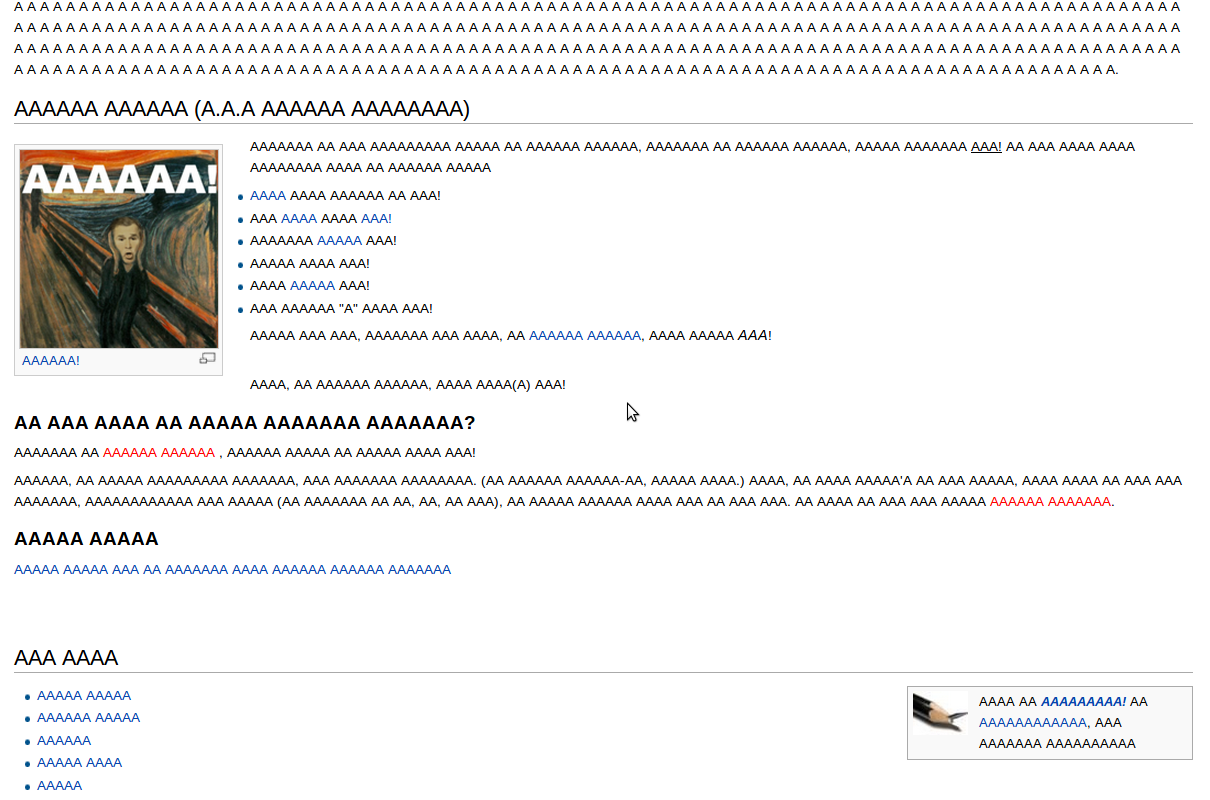 A A A A A A A A A A A A A A A A A A A A A A A A A A A A A A A A A A A A A A A A A A A A A A A A A A A A A A A A A A A A A A A A A A A A A A A A A A A A A A A A A A A A A A A A A A
A A A A A A A A A A A A A A A A A A A A A A A A A A A A A A A A A A A A A A A A A A A A A A A A A A A A A A A A A A A A A A A A A A A A A A A A A A A A A A A A A A A A A A A A A A
A A A A A A A A A A A A A A A A A A A A A A A A A A A A A A A A A A A A A A A A A A A A A A A A A A A A A A A A A A A A A A A A A A A A A A A A A A A A A A A A A A A A A A A A A A
A A A A A A A A A A A A A A A A A A A A A A A A A A A A A A A A A A A A A A A A A A A A A A A A A A A A A A A A A A A A A A A A A A A A A A A A A A A A A A A A A A A A A.
AAAAAA AAAAAA (A.A.A AAAAAA AAAAAAAA)
AAAAAA!
AAAAAA!
AAAAAAA AA AAA AAAAAAAAA AAAAA AA AAAAAA AAAAAA, AAAAAAA AA AAAAAA AAAAAA, AAAAA AAAAAAA AAA! AA AAA AAAA AAAA
AAAAAAAA AAAA AA AAAAAA AAAAA
AAAA AAAA AAAAAA AA AAA!
AAA AAAA AAAA AAA!
AAAAAAA AAAAA AAA!
AAAAA AAAA AAA!
AAAA AAAAA AAA!
AAA AAAAAA "A" AAAA AAA!
AAAAA AAA AAA, AAAAAAA AAA AAAA, AA AAAAAA AAAAAA, AAAA AAAAA AAA!
AAAA, AA AAAAAA AAAAAA, AAAA AAAA(A) AAA!
AA AAA AAAA AA AAAAA AAAAAAA AAAAAAA?
AAAAAAA AA AAAAAA AAAAAA , AAAAAA AAAAA AA AAAAA AAAA AAA!
AAAAAA, AA AAAAA AAAAAAAAA AAAAAAA, AAA AAAAAAA AAAAAAAA. (AA AAAAAA AAAAAA-AA, AAAAA AAAA.) AAAA, AA AAAA AAAAA'A AA AAA AAAAA, AAAA AAAA AA AAA AAA
AAAAAAA, AAAAAAAAAAAA AAA AAAAA (AA AAAAAAA AA AA, AA, AA AAA), AA AAAAA AAAAAA AAAA AAA AA AAA AAA. AA AAAA AA AAA AAA AAAAA AAAAAA AAAAAAA.
AAAAA AAAAA
AAAAA AAAAA AAA AA AAAAAAA AAAA AAAAAA AAAAAA AAAAAAA
AAA AAAA
AAAAA AAAAA
AAAAAA AAAAA
AAAAAA
AAAAA AAAA
AAAAA
AAAA AA AAAAAAAAA! AA
AAAAAAAAAAAA, AAA
AAAAAAA AAAAAAAAAA